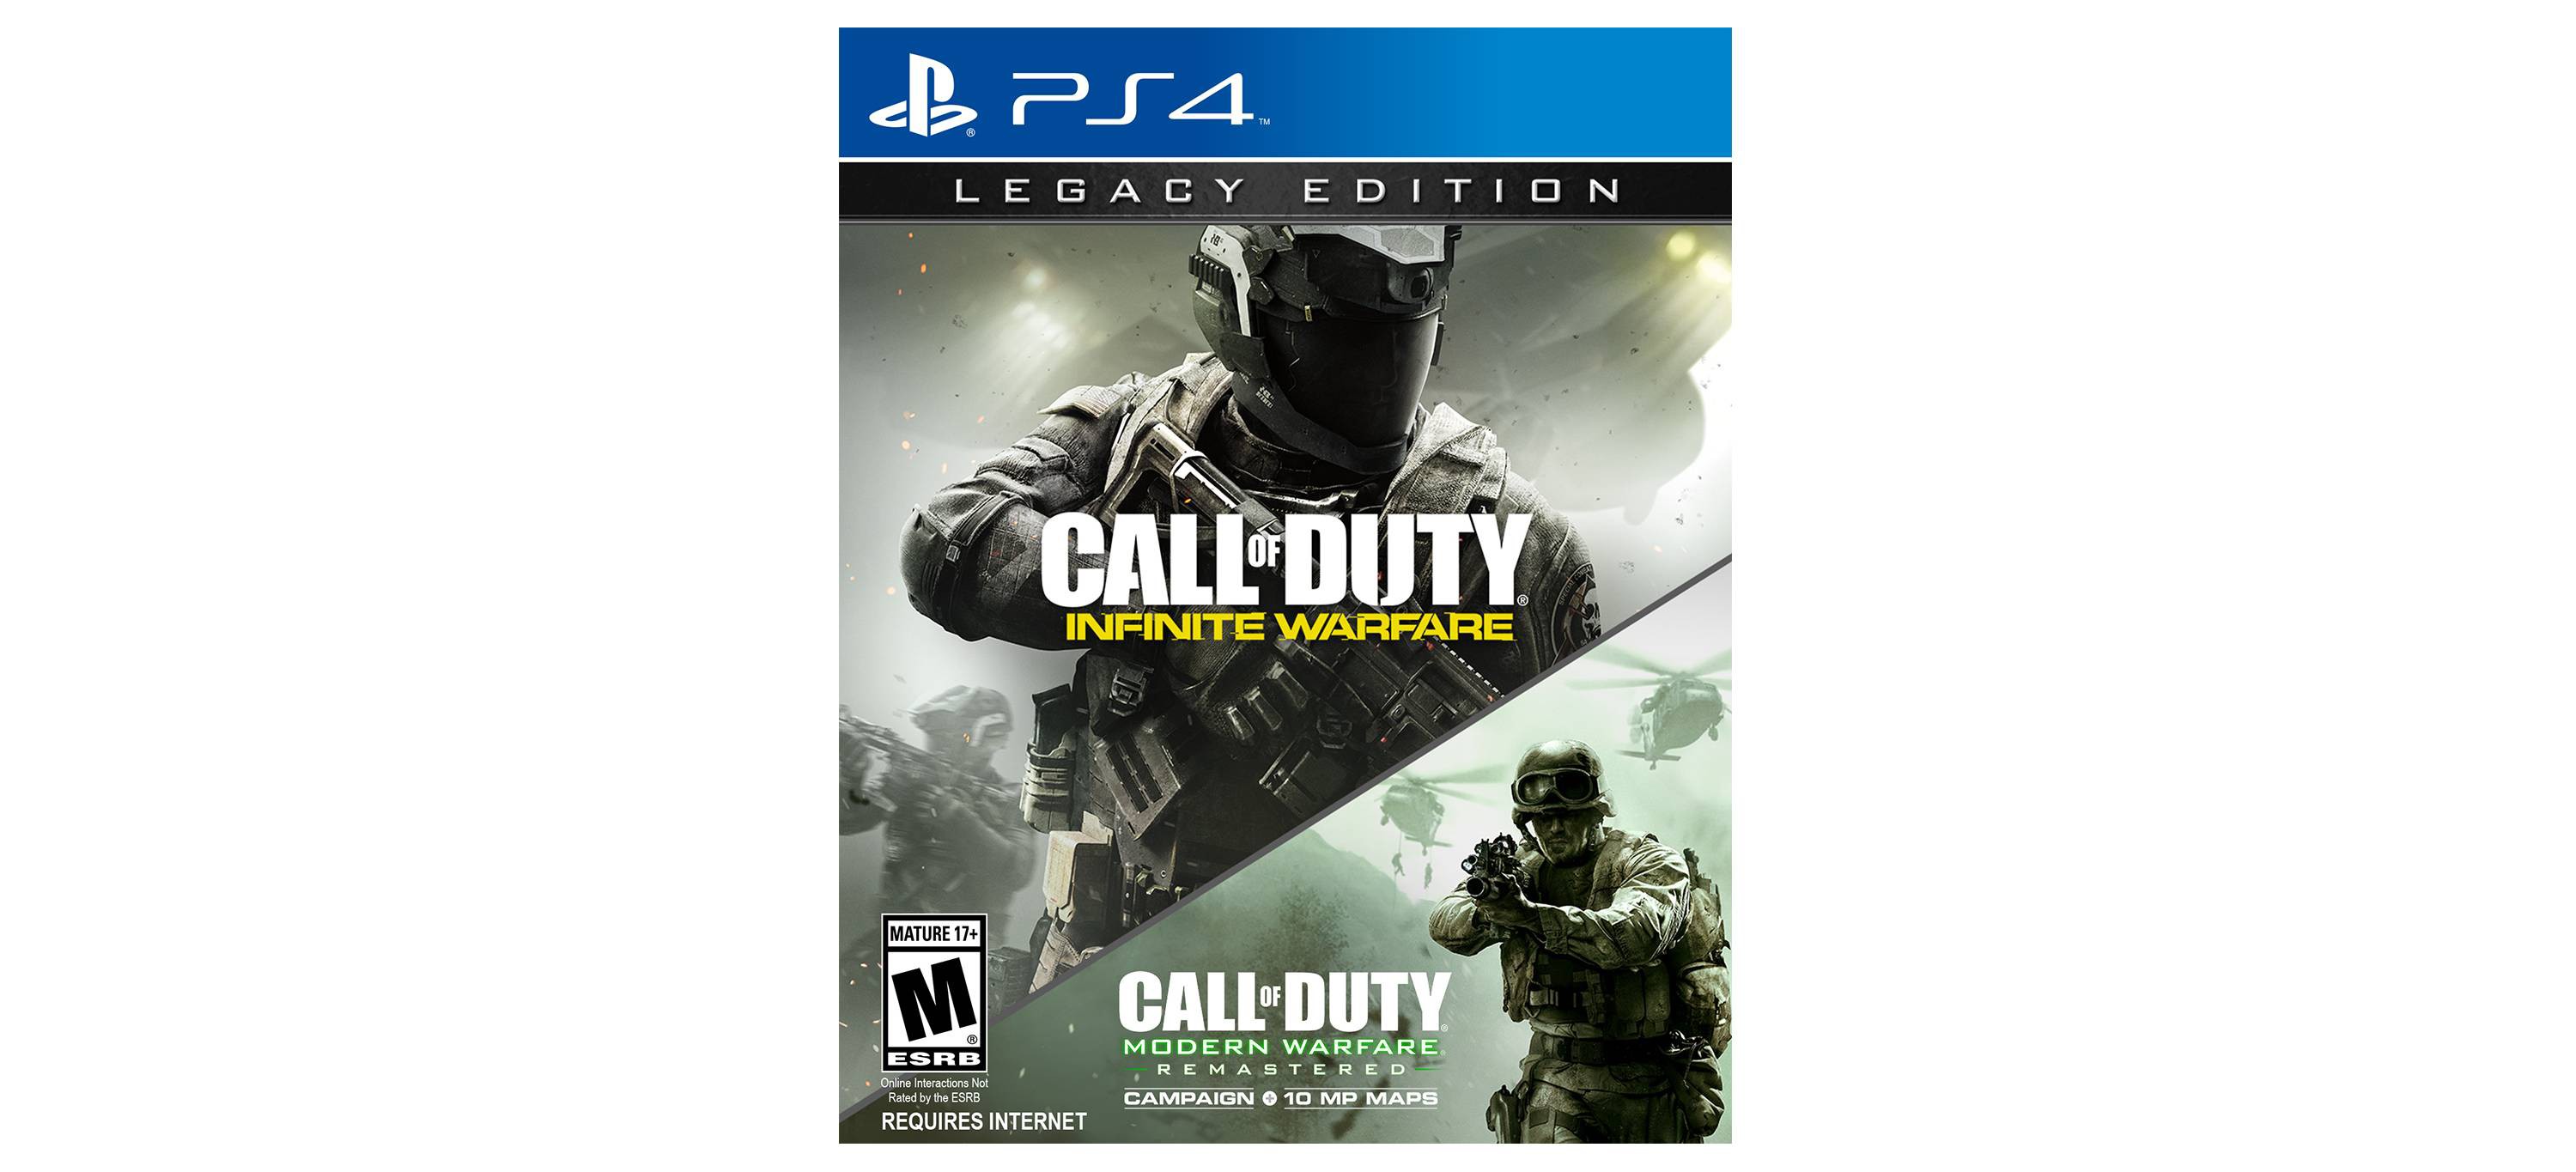 PS4™
LEGACY EDITION
CALL OF DUTY®
INFINITE WARFARE
CALL OF DUTY®
MODERN WARFARE®
REMASTERED
CAMPAIGN + 10 MP MAPS
MATURE 17+
M®
ESRB
Online Interactions Not
Rated by the ESRB
REQUIRES INTERNET